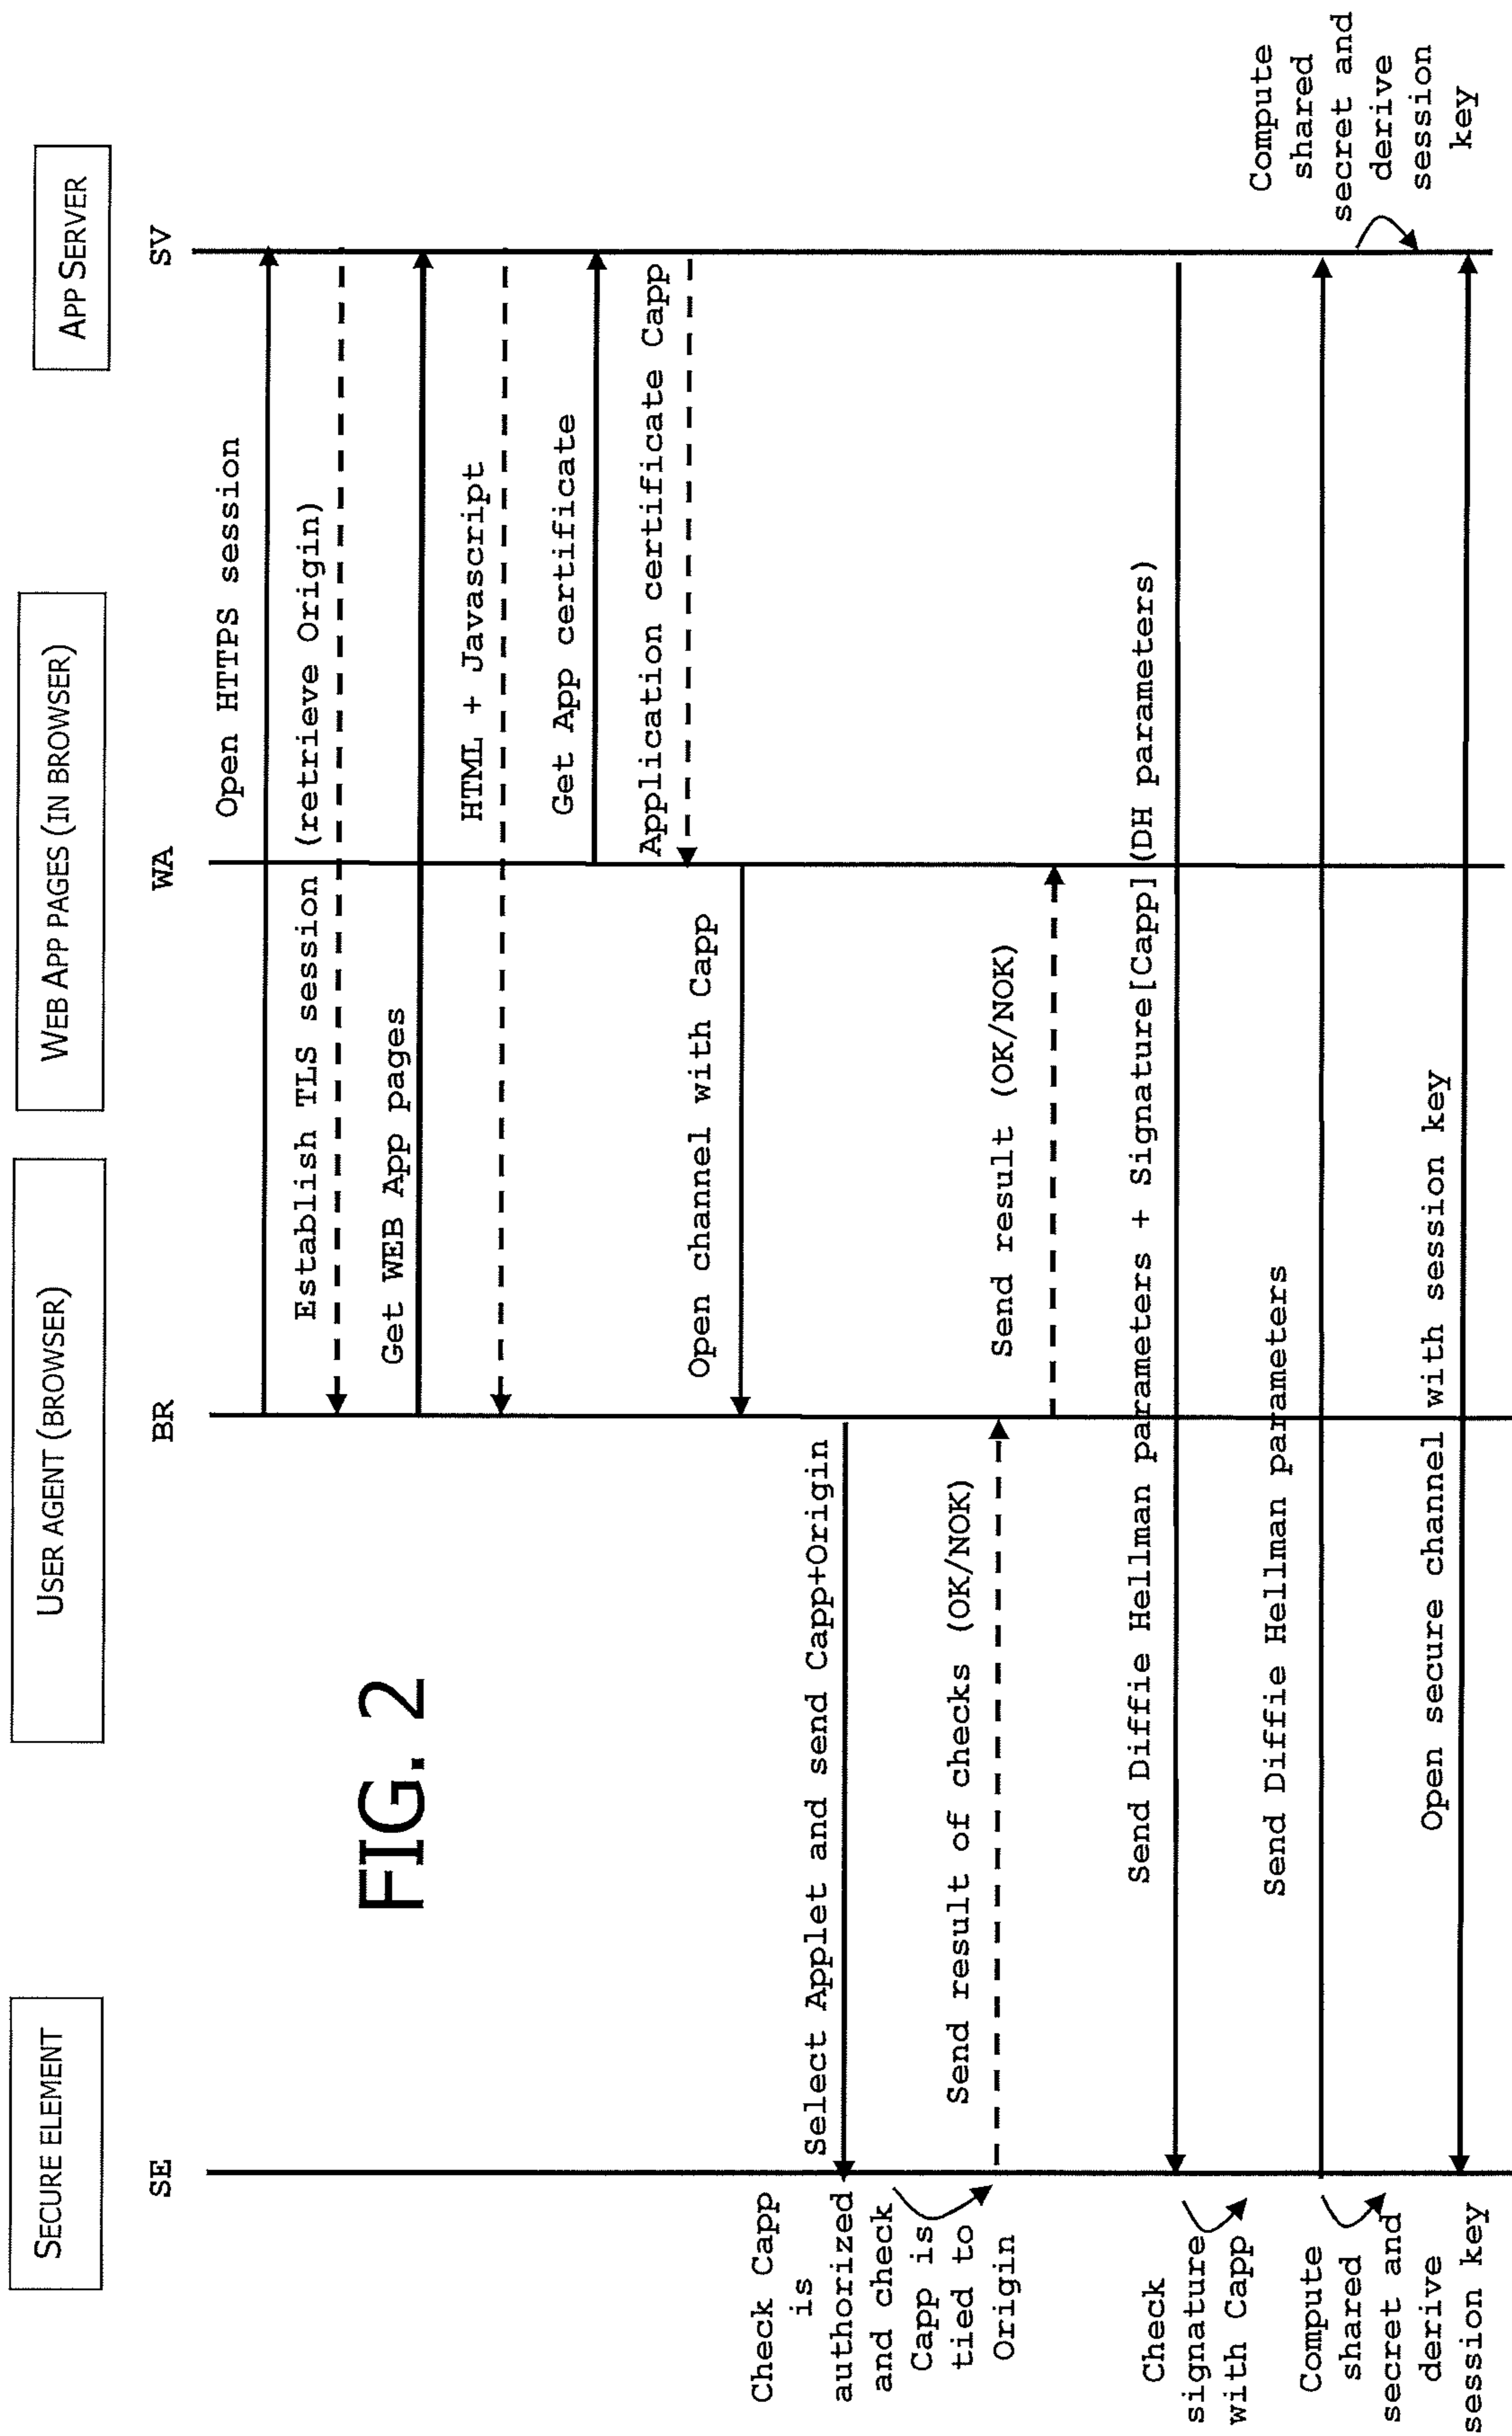 SECURE ELEMENT
USER AGENT (BROWSER)
WEB APP PAGES (IN BROWSER)
APP SERVER
SE
BR
WA
SV
Open HTTPS session
Establish TLS session (retrieve Origin)
Get WEB App pages
FIG. 2
HTML + Javascript
Get App certificate
Application certificate Capp
Open channel with Capp
Select Applet and send Capp+Origin
Check Capp
is
authorized
and check
Capp is
tied to
Origin
Send result of checks (OK/NOK)
Send result (OK/NOK)
Send Diffie Hellman parameters + Signature[Capp](DH parameters)
Check
signature
with Capp
Send Diffie Hellman parameters
Compute
shared
secret and
derive
session key
Compute
shared
secret and
derive
session
key
Open secure channel with session key